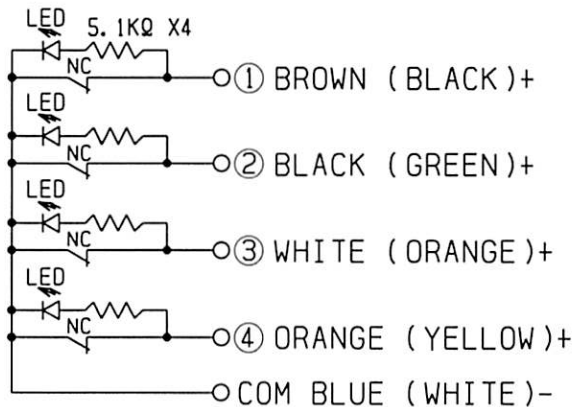 LED 5.1KΩ X4
NC ① BROWN (BLACK)+
LED
NC ② BLACK (GREEN)+
LED
NC ③ WHITE (ORANGE)+
LED
NC ④ ORANGE (YELLOW)+
COM BLUE (WHITE)-